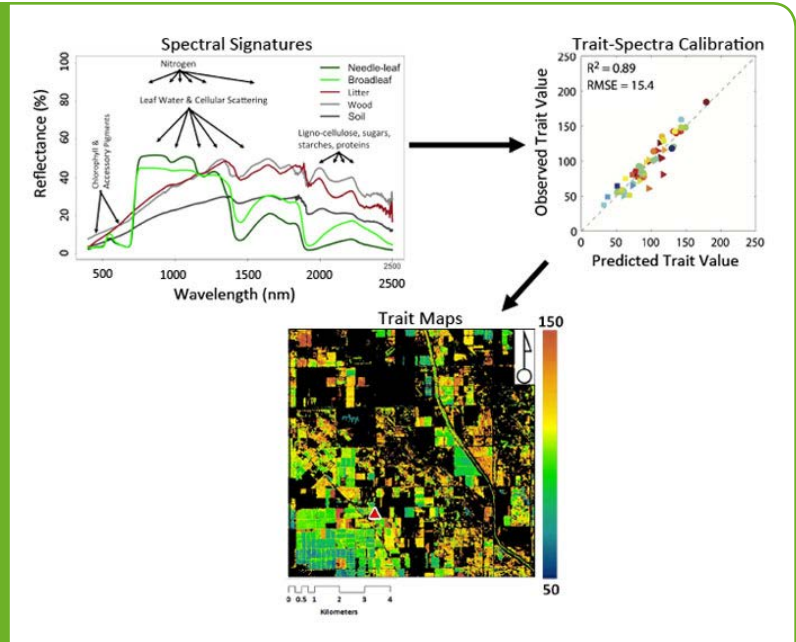 Spectral Signatures
Nitrogen
Leaf Water & Cellular Scattering
Chlorophyll &
Accessory Pigments
Ligno-cellulose, sugars,
starches, proteins
Needle-leaf
Broadleaf
Litter
Wood
Soil
Reflectance (%)
100
80
60
40
20
0
500
1000
1500
2000
2500
2500
Wavelength (nm)
Trait-Spectra Calibration
R² = 0.89
RMSE = 15.4
Observed Trait Value
250
200
150
100
50
0
0
50
100
150
200
250
Predicted Trait Value
Trait Maps
150
50
0 0.5 1 2 3 4
Kilometers